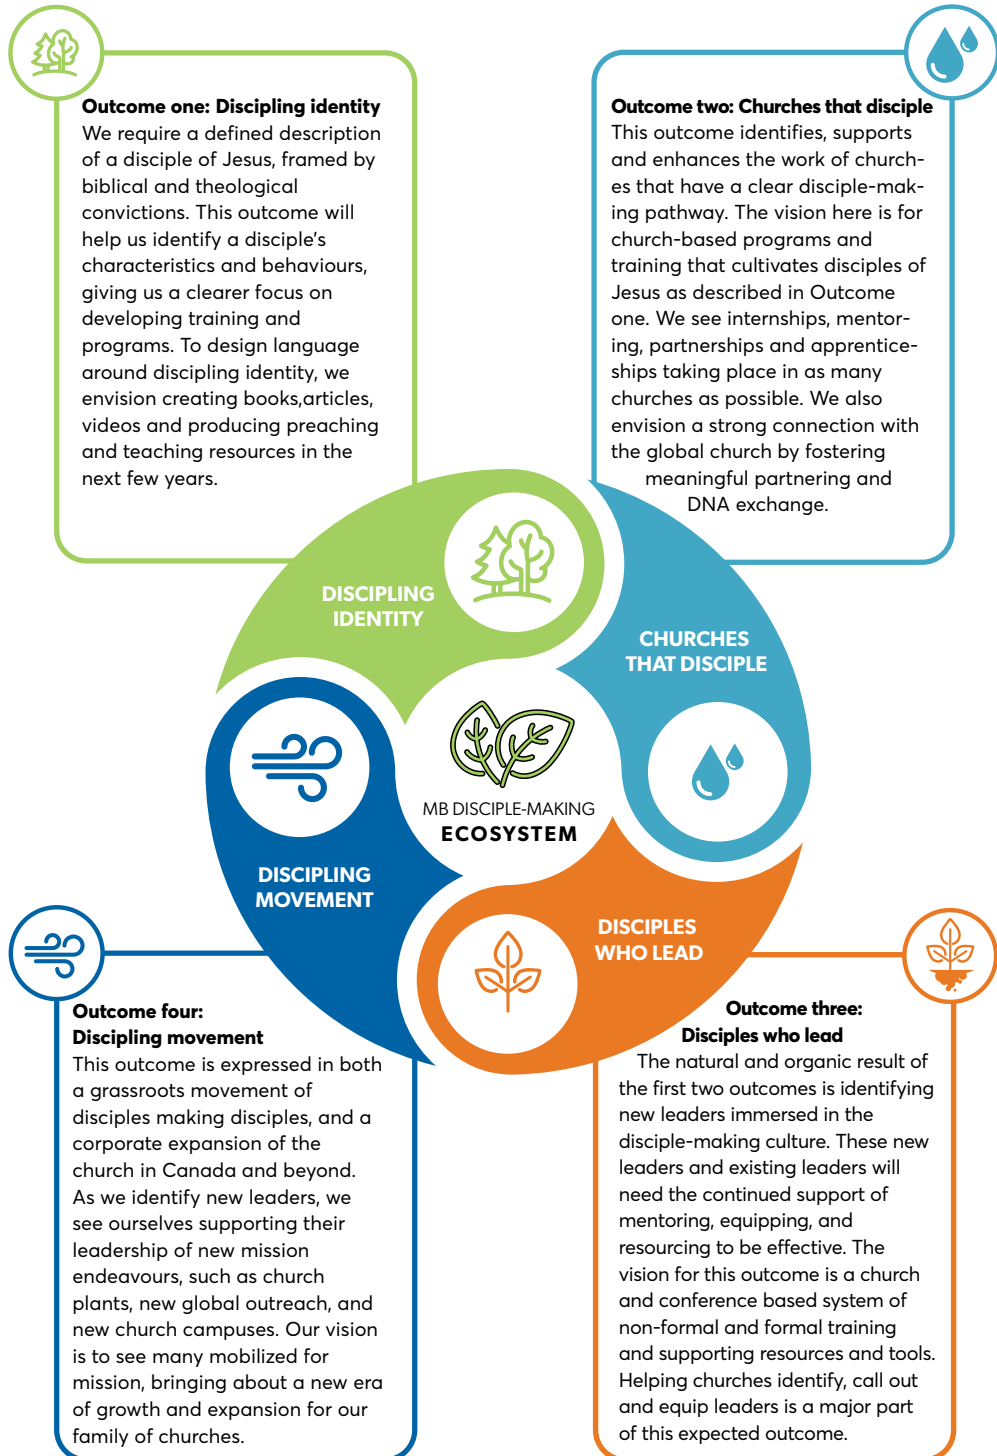 Outcome one: Discipling identity
We require a defined description
of a disciple of Jesus, framed by
biblical and theological
convictions. This outcome will
help us identify a disciple's
characteristics and behaviours,
giving us a clearer focus on
developing training and
programs. To design language
around discipling identity, we
envision creating books,articles,
videos and producing preaching
and teaching resources in the
next few years.
Outcome two: Churches that disciple
This outcome identifies, supports
and enhances the work of church-
es that have a clear disciple-mak-
ing pathway. The vision here is for
church-based programs and
training that cultivates disciples of
Jesus as described in Outcome
one. We see internships, mentor-
ing, partnerships and apprentice-
ships taking place in as many
churches as possible. We also
envision a strong connection with
the global church by fostering
meaningful partnering and
DNA exchange.
DISCIPLING
IDENTITY
CHURCHES
THAT DISCIPLE
MB DISCIPLE-MAKING
ECOSYSTEM
DISCIPLING
MOVEMENT
DISCIPLES
WHO LEAD
Outcome four:
Discipling movement
This outcome is expressed in both
a grassroots movement of
disciples making disciples, and a
corporate expansion of the
church in Canada and beyond.
As we identify new leaders, we
see ourselves supporting their
leadership of new mission
endeavours, such as church
plants, new global outreach, and
new church campuses. Our vision
is to see many mobilized for
mission, bringing about a new era
of growth and expansion for our
family of churches.
Outcome three:
Disciples who lead
The natural and organic result of
the first two outcomes is identifying
new leaders immersed in the
disciple-making culture. These new
leaders and existing leaders will
need the continued support of
mentoring, equipping, and
resourcing to be effective. The
vision for this outcome is a church
and conference based system of
non-formal and formal training
and supporting resources and tools.
Helping churches identify, call out
and equip leaders is a major part
of this expected outcome.